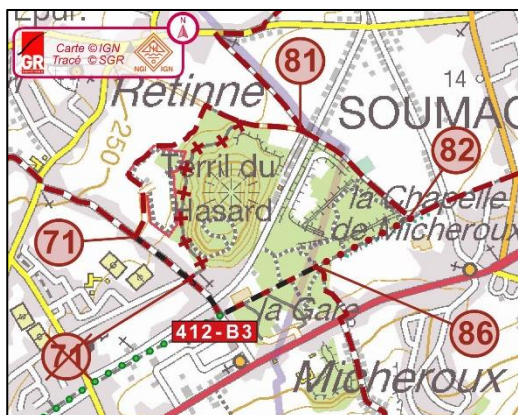 Epur.
GR
Carte © IGN
Tracé © SGR
NGI
IGN
N
81
14
Retinne
SOUMAG
250
82
Terril du
Hasard
la Chapelle
de Micheroux
71
la Gare
412-B3
86
71
Micheroux